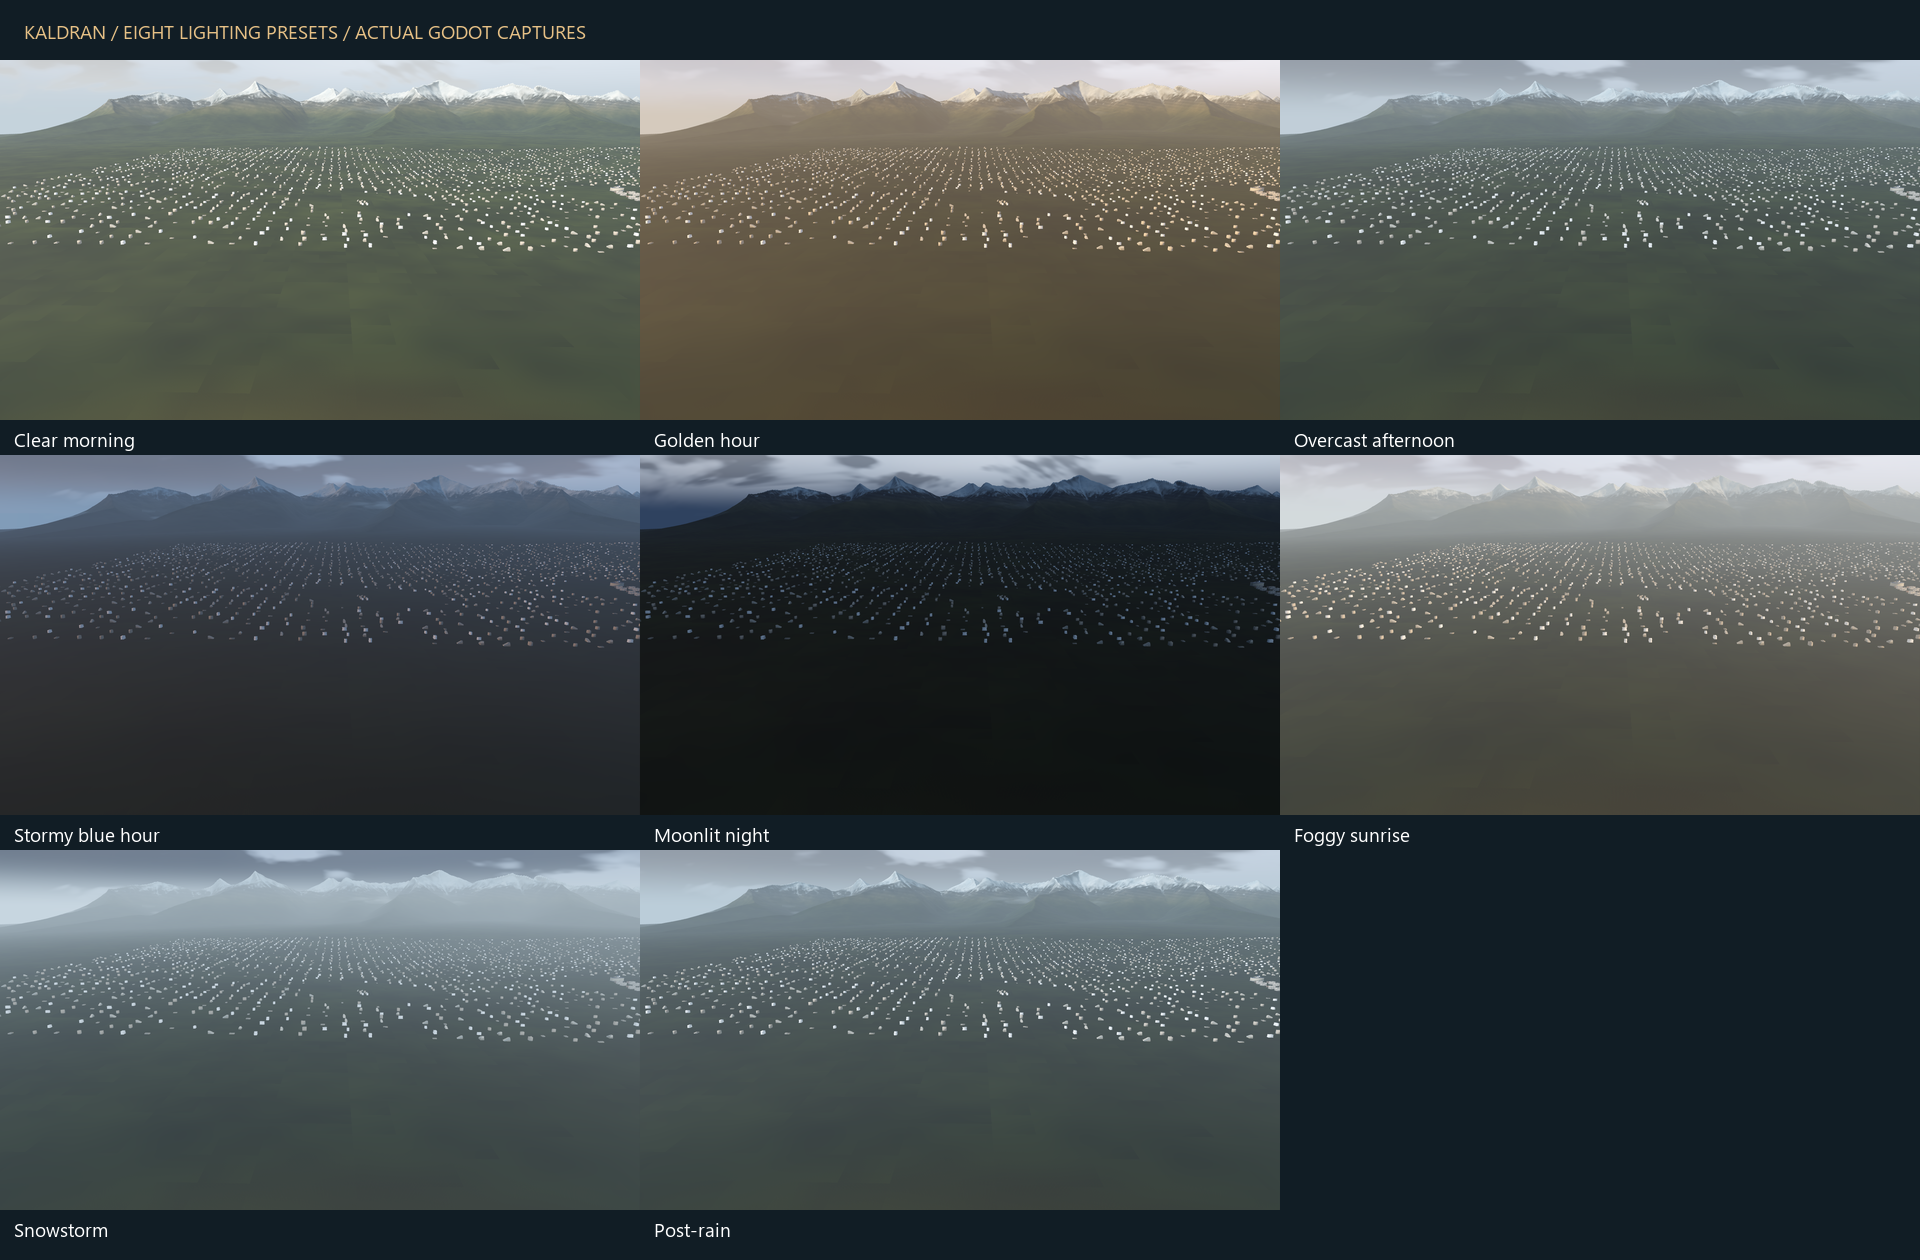 KALDRAN / EIGHT LIGHTING PRESETS / ACTUAL GODOT CAPTURES
Clear morning
Golden hour
Overcast afternoon
Stormy blue hour
Moonlit night
Foggy sunrise
Snowstorm
Post-rain